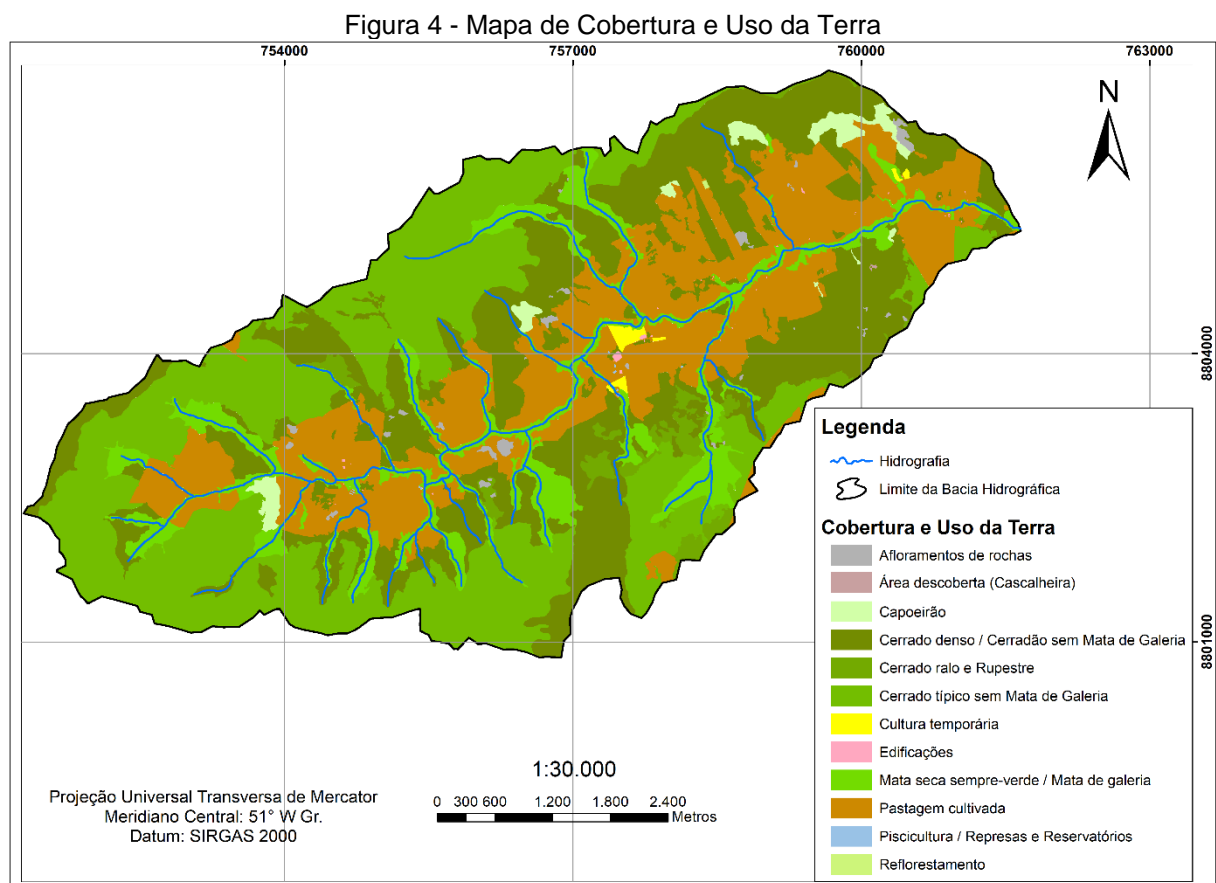 Figura 4 - Mapa de Cobertura e Uso da Terra
754000 757000 760000 763000
N
8804000
8801000
Legenda
Hidrografia
Limite da Bacia Hidrográfica
Cobertura e Uso da Terra
Afloramentos de rochas
Área descoberta (Cascalheira)
Capoeirão
Cerrado denso / Cerradão sem Mata de Galeria
Cerrado ralo e Rupestre
Cerrado típico sem Mata de Galeria
Cultura temporária
Edificações
Mata seca sempre-verde / Mata de galeria
Pastagem cultivada
Piscicultura / Represas e Reservatórios
Reflorestamento
Projeção Universal Transversa de Mercator
Meridiano Central: 51° W Gr.
Datum: SIRGAS 2000
1:30.000
0 300 600 1.200 1.800 2.400
Metros